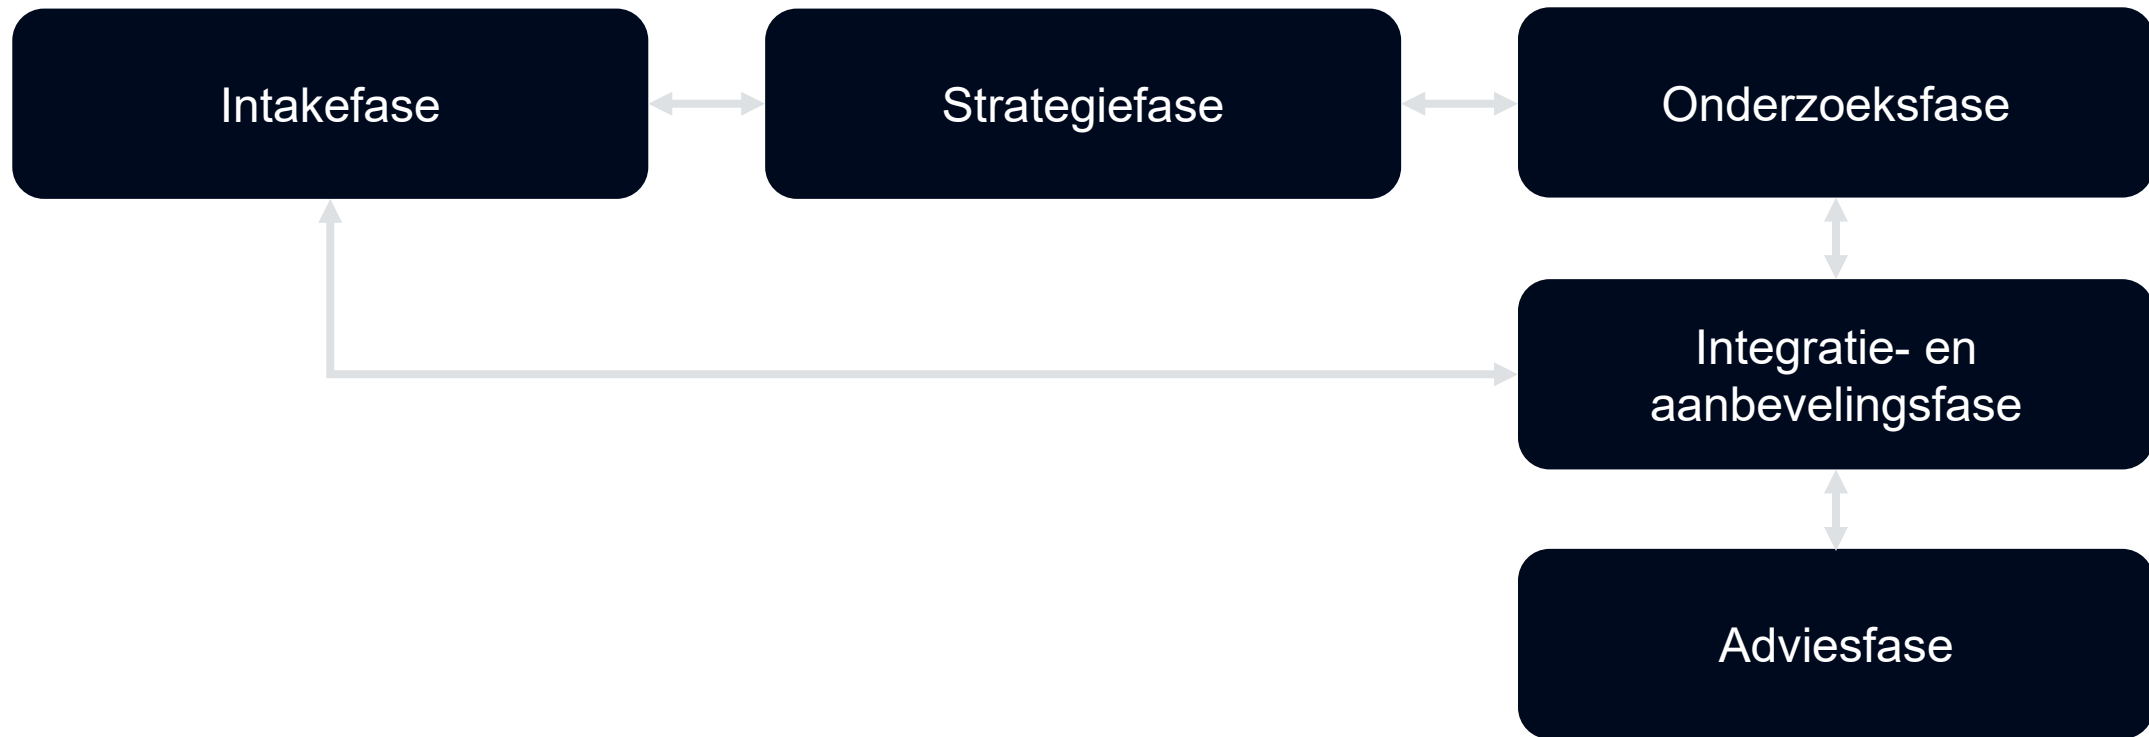 Intakefase
Strategiefase
Onderzoeksfase
Integratie- en
aanbevelingsfase
Adviesfase